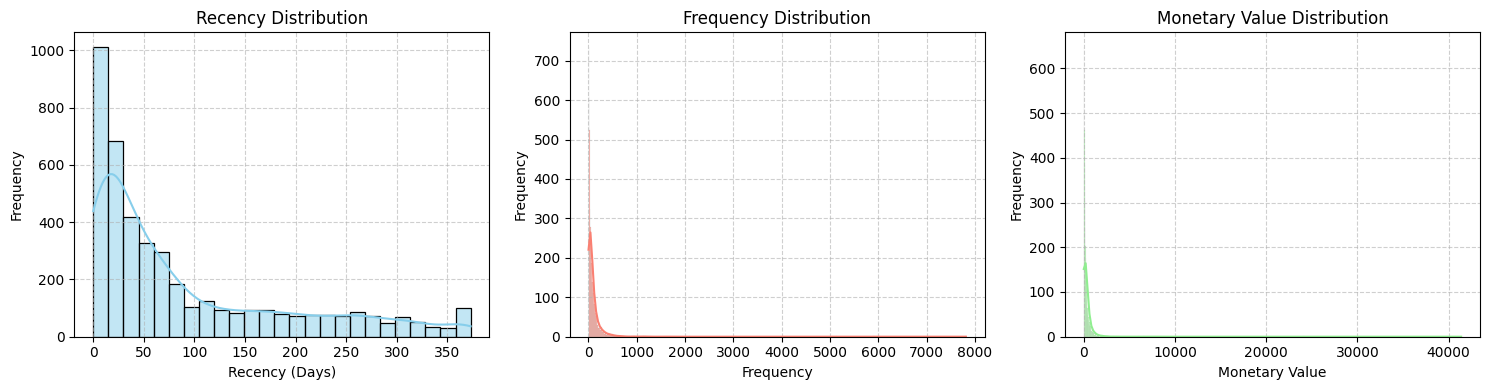 Recency Distribution
Frequency
1000
800
600
400
200
0
0 50 100 150 200 250 300 350
Recency (Days)
Frequency Distribution
Frequency
700
600
500
400
300
200
100
0
0 1000 2000 3000 4000 5000 6000 7000 8000
Frequency
Monetary Value Distribution
Frequency
600
500
400
300
200
100
0
0 10000 20000 30000 40000
Monetary Value